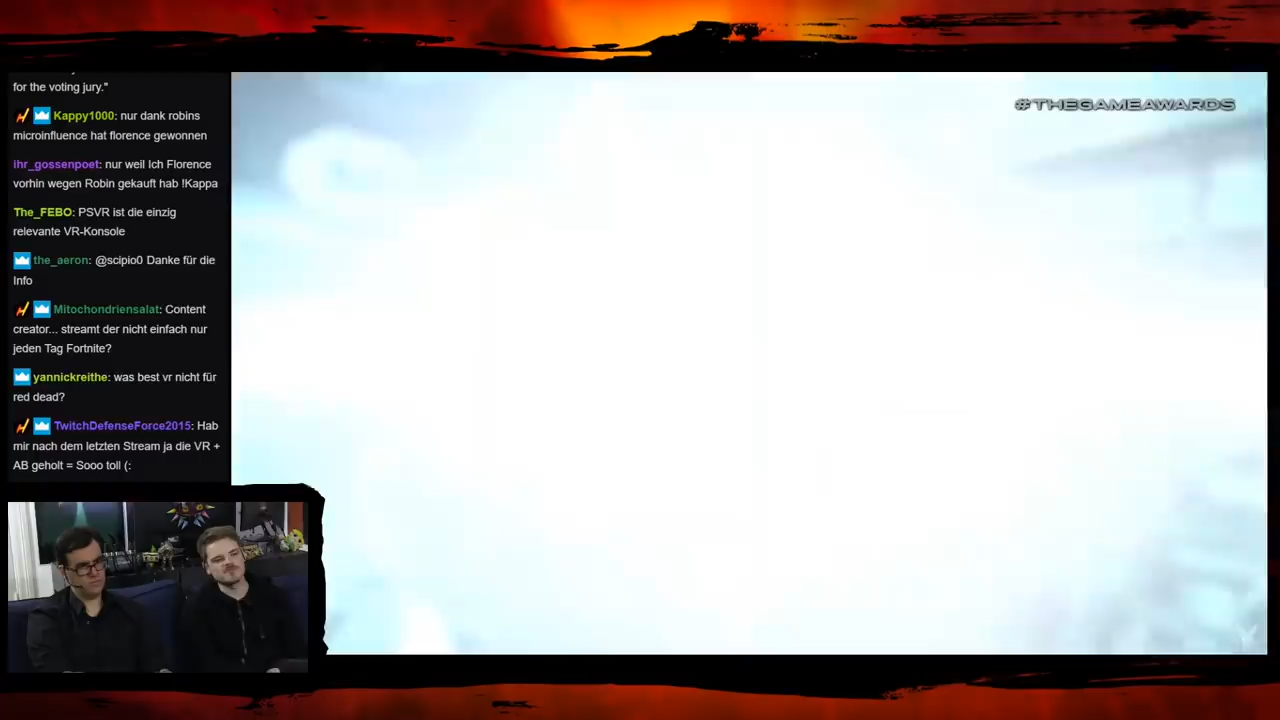 for the voting jury."
Kappy1000: nur dank robins
microinfluence hat florence gewonnen
ihr_gossenpoet: nur weil Ich Florence
vorhin wegen Robin gekauft hab !Kappa
The_FEBO: PSVR ist die einzig
relevante VR-Konsole
the_aeron: @scipio0 Danke für die
Info
Mitochondriensalat: Content
creator... streamt der nicht einfach nur
jeden Tag Fortnite?
yannickreithe: was best vr nicht für
red dead?
TwitchDefenseForce2015: Hab
mir nach dem letzten Stream ja die VR +
AB geholt = Sooo toll (:
#THEGAMEAWARDS